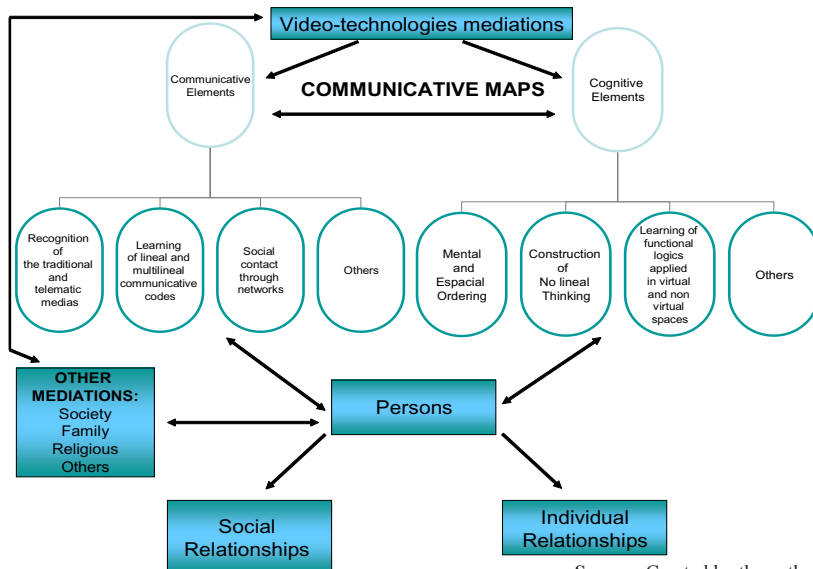 Video-technologies mediations
Communicative
Elements
COMMUNICATIVE MAPS
Cognitive
Elements
Recognition
of
the traditional
and
telematic
medias
Learning
of lineal and
multilineal
communicative
codes
Social
contact
through
networks
Others
Mental
and
Espacial
Ordering
Construction
of
No lineal
Thinking
Learning of
functional
logics
applied
in virtual
and non
virtual
spaces
Others
OTHER
MEDIATIONS:
Society
Family
Religious
Others
Persons
Social
Relationships
Individual
Relationships